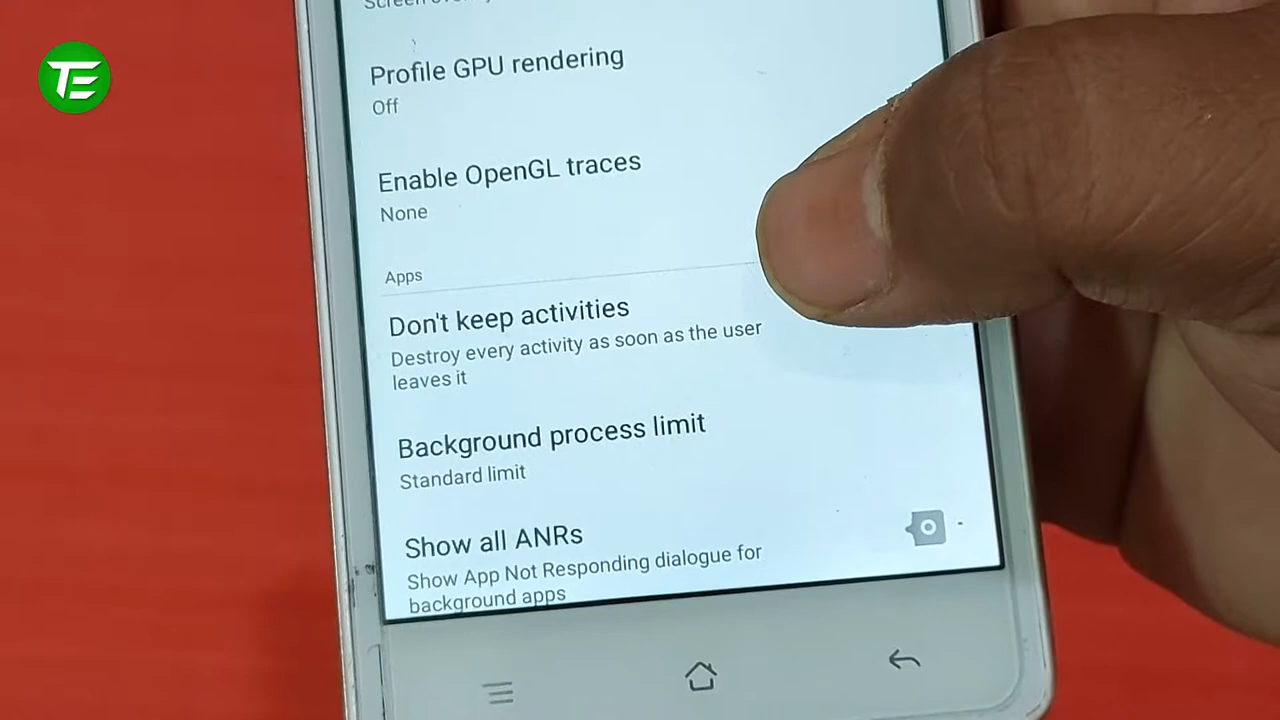 TE
Profile GPU rendering
Off
Enable OpenGL traces
None
Apps
Don't keep activities
Destroy every activity as soon as the user
leaves it
Background process limit
Standard limit
Show all ANRs
Show App Not Responding dialogue for
background apps